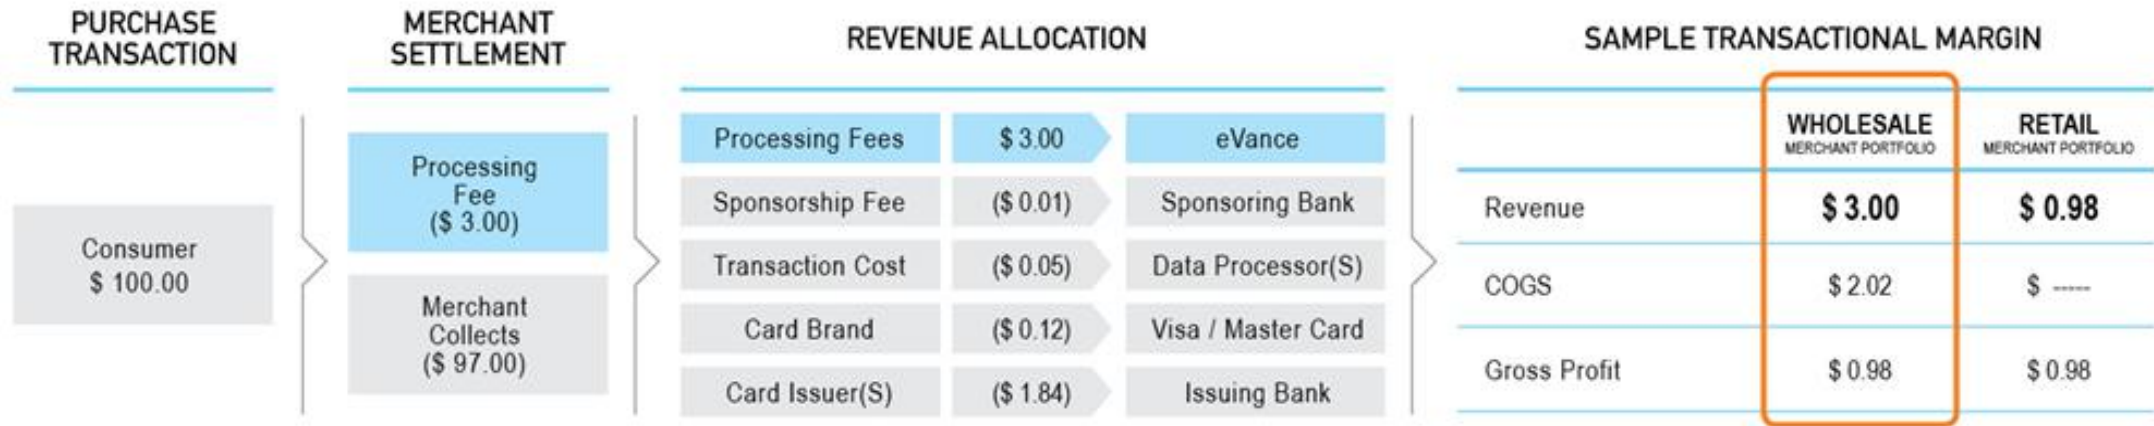 PURCHASE
TRANSACTION
Consumer
$ 100.00
MERCHANT
SETTLEMENT
Processing
Fee
($ 3.00)
Merchant
Collects
($ 97.00)
REVENUE ALLOCATION
Processing Fees $ 3.00 eVance
Sponsorship Fee ($ 0.01) Sponsoring Bank
Transaction Cost ($ 0.05) Data Processor(S)
Card Brand ($ 0.12) Visa / Master Card
Card Issuer(S) ($ 1.84) Issuing Bank
SAMPLE TRANSACTIONAL MARGIN
WHOLESALE RETAIL
MERCHANT PORTFOLIO MERCHANT PORTFOLIO
Revenue $ 3.00 $ 0.98
COGS $ 2.02 $ -----
Gross Profit $ 0.98 $ 0.98